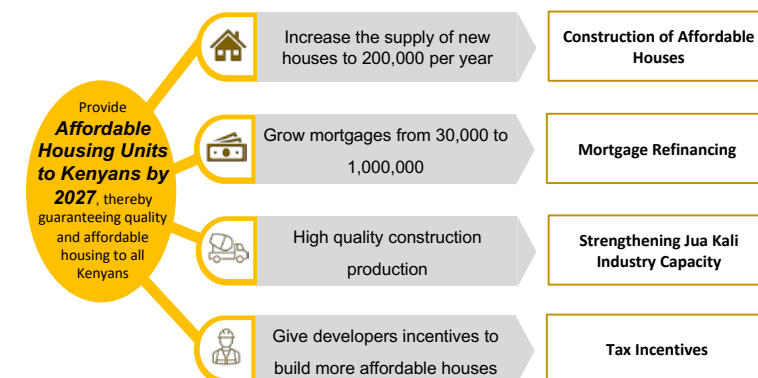 Provide
Affordable
Housing Units
to Kenyans by
2027, thereby
guaranteeing quality
and affordable
housing to all
Kenyans
Increase the supply of new
houses to 200,000 per year
Construction of Affordable
Houses
Grow mortgages from 30,000 to
1,000,000
Mortgage Refinancing
High quality construction
production
Strengthening Jua Kali
Industry Capacity
Give developers incentives to
build more affordable houses
Tax Incentives